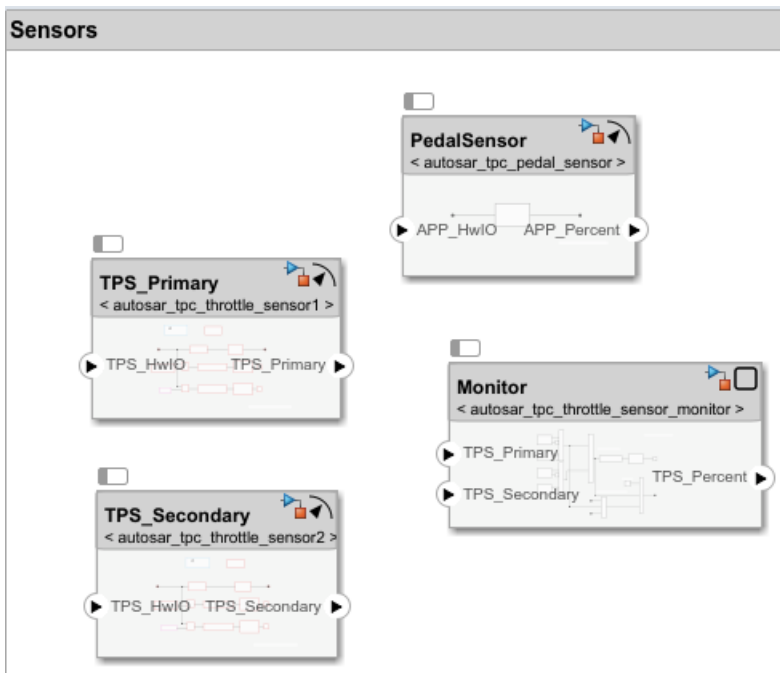 Sensors
PedalSensor
< autosar_tpc_pedal_sensor >
APP_HwIO APP_Percent
TPS_Primary
< autosar_tpc_throttle_sensor1 >
TPS_HwIO TPS_Primary
Monitor
< autosar_tpc_throttle_sensor_monitor >
TPS_Primary
TPS_Percent
TPS_Secondary
TPS_Secondary
< autosar_tpc_throttle_sensor2 >
TPS_HwIO TPS_Secondary